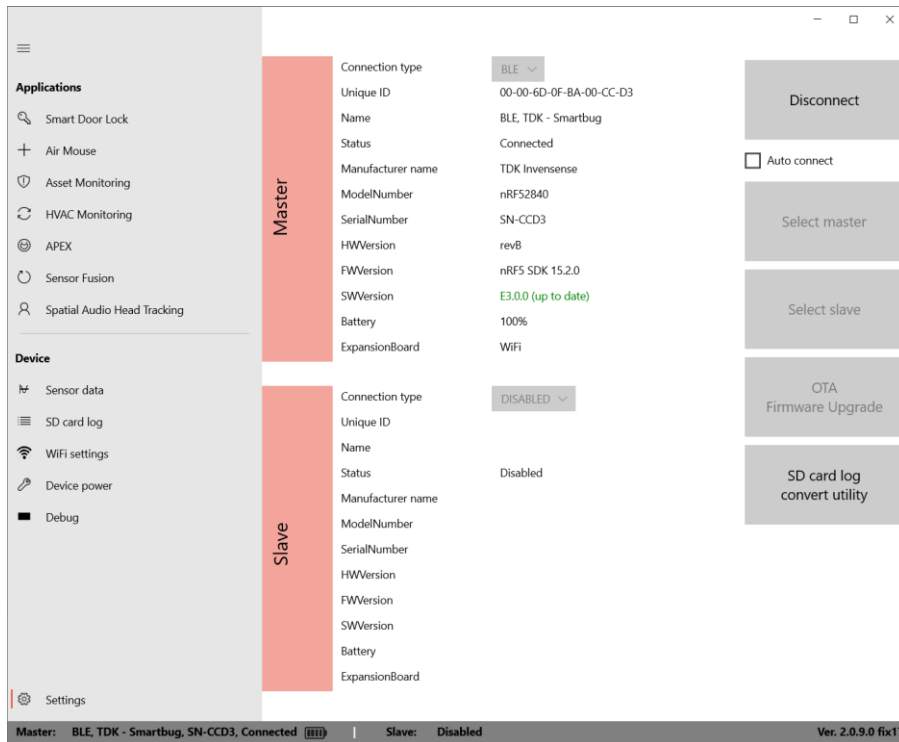 Applications
Smart Door Lock
Air Mouse
Asset Monitoring
HVAC Monitoring
APEX
Sensor Fusion
Spatial Audio Head Tracking
Device
Sensor data
SD card log
WiFi settings
Device power
Debug
Settings
Master
Connection type BLE
Unique ID 00-00-6D-0F-BA-00-CC-D3
Name BLE, TDK - Smartbug
Status Connected
Manufacturer name TDK Invensense
ModelNumber nRF52840
SerialNumber SN-CCD3
HWVersion revB
FWVersion nRF5 SDK 15.2.0
SWVersion E3.0.0 (up to date)
Battery 100%
ExpansionBoard WiFi
Slave
Connection type DISABLED
Unique ID
Name
Status Disabled
Manufacturer name
ModelNumber
SerialNumber
HWVersion
FWVersion
SWVersion
Battery
ExpansionBoard
Disconnect
Auto connect
Select master
Select slave
OTA
Firmware Upgrade
SD card log
convert utility
Master: BLE, TDK - Smartbug, SN-CCD3, Connected | Slave: Disabled Ver. 2.0.9.0 fix1